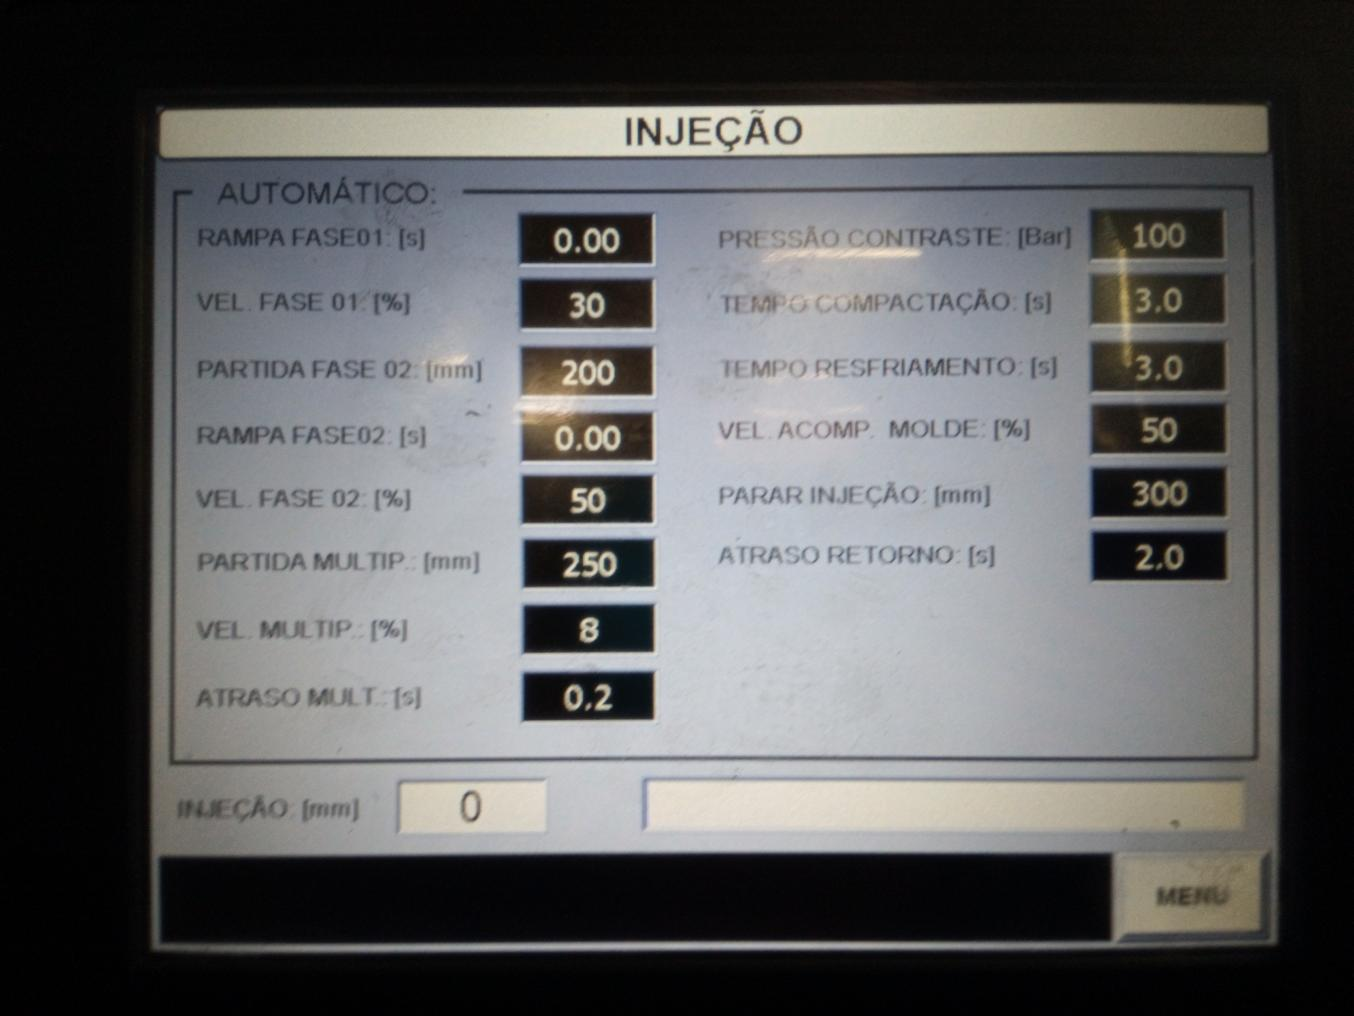 INJEÇÃO
AUTOMÁTICO:
RAMPA FASE01: [s] 0.00
VEL. FASE 01: [%] 30
PARTIDA FASE 02: [mm] 200
RAMPA FASE02: [s] 0.00
VEL. FASE 02: [%] 50
PARTIDA MULTIP.: [mm] 250
VEL. MULTIP.: [%] 8
ATRASO MULT.: [s] 0.2
PRESSÃO CONTRASTE: [Bar] 100
TEMPO COMPACTAÇÃO: [s] 3.0
TEMPO RESFRIAMENTO: [s] 3.0
VEL. ACOMP. MOLDE: [%] 50
PARAR INJEÇÃO: [mm] 300
ATRASO RETORNO: [s] 2.0
INJEÇÃO: [mm] 0
MENU